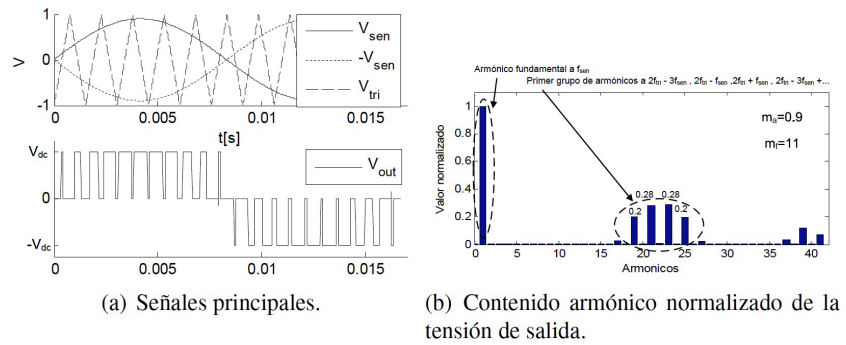 1
0
-1
V
V_sen
-V_sen
V_tri
0
0.005
0.01
0.015
t[s]
V_dc
0
-V_dc
V_out
0
0.005
0.01
0.015
(a) Señales principales.
Armónico fundamental a f_sen
Primer grupo de armónicos a 2f_tri - 3f_sen , 2f_tri - f_sen ,2f_tri + f_sen , 2f_tri - 3f_sen +...
Valor normalizado
1
0.8
0.6
0.4
0.2
0
m_a=0.9
m_f=11
0.2
0.28
0.28
0.2
0
5
10
15
20
25
30
35
40
Armonicos
(b) Contenido armónico normalizado de la
tensión de salida.